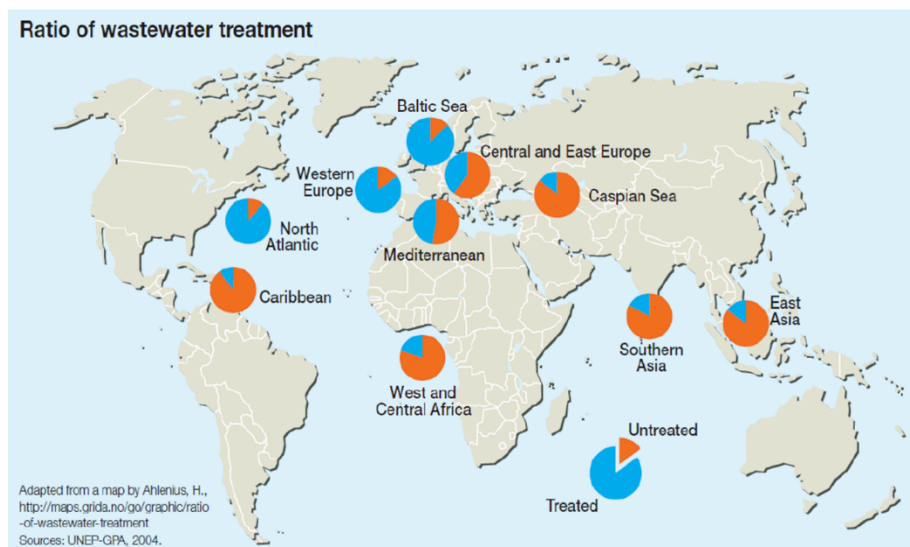 Ratio of wastewater treatment
Baltic Sea
Central and East Europe
Western
Europe
Caspian Sea
North
Atlantic
Mediterranean
Caribbean
East
Asia
Southern
Asia
West and
Central Africa
Untreated
Treated
Adapted from a map by Ahlenius, H.,
http://maps.grida.no/go/graphic/ratio
-of-wastewater-treatment
Sources: UNEP-GPA, 2004.